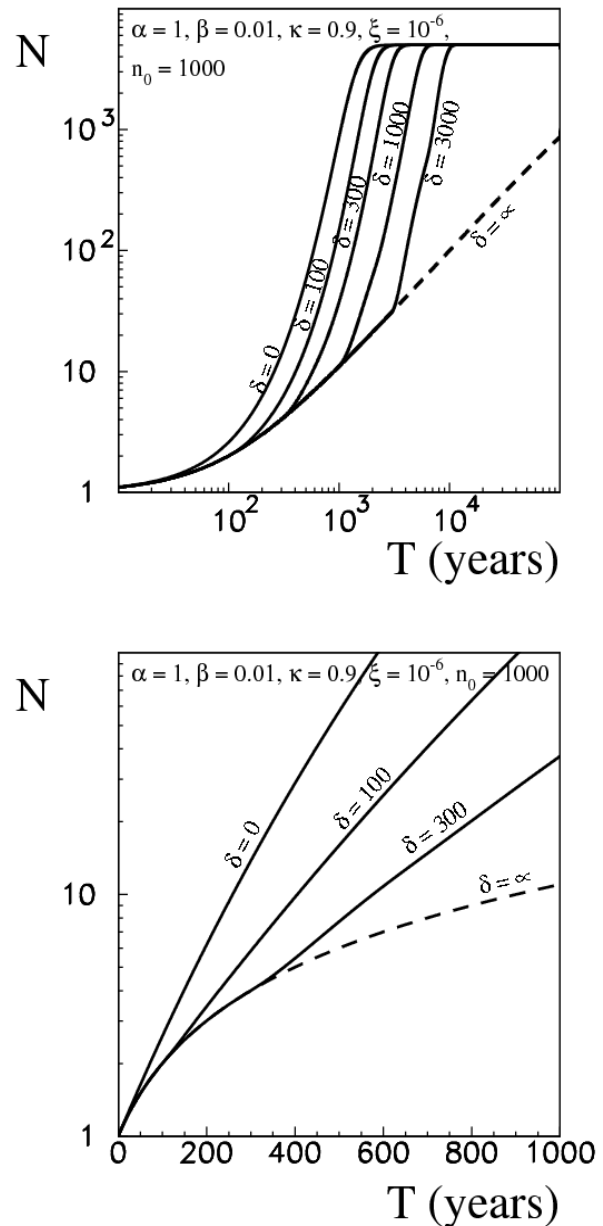 N
α = 1, β = 0.01, κ = 0.9, ξ = 10⁻⁶,
n₀ = 1000
10³
10²
10
1
δ = 0
δ = 100
δ = 300
δ = 1000
δ = 3000
δ = ∝
10² 10³ 10⁴
T (years)
N
α = 1, β = 0.01, κ = 0.9, ξ = 10⁻⁶, n₀ = 1000
10
1
δ = 0
δ = 100
δ = 300
δ = ∝
0 200 400 600 800 1000
T (years)